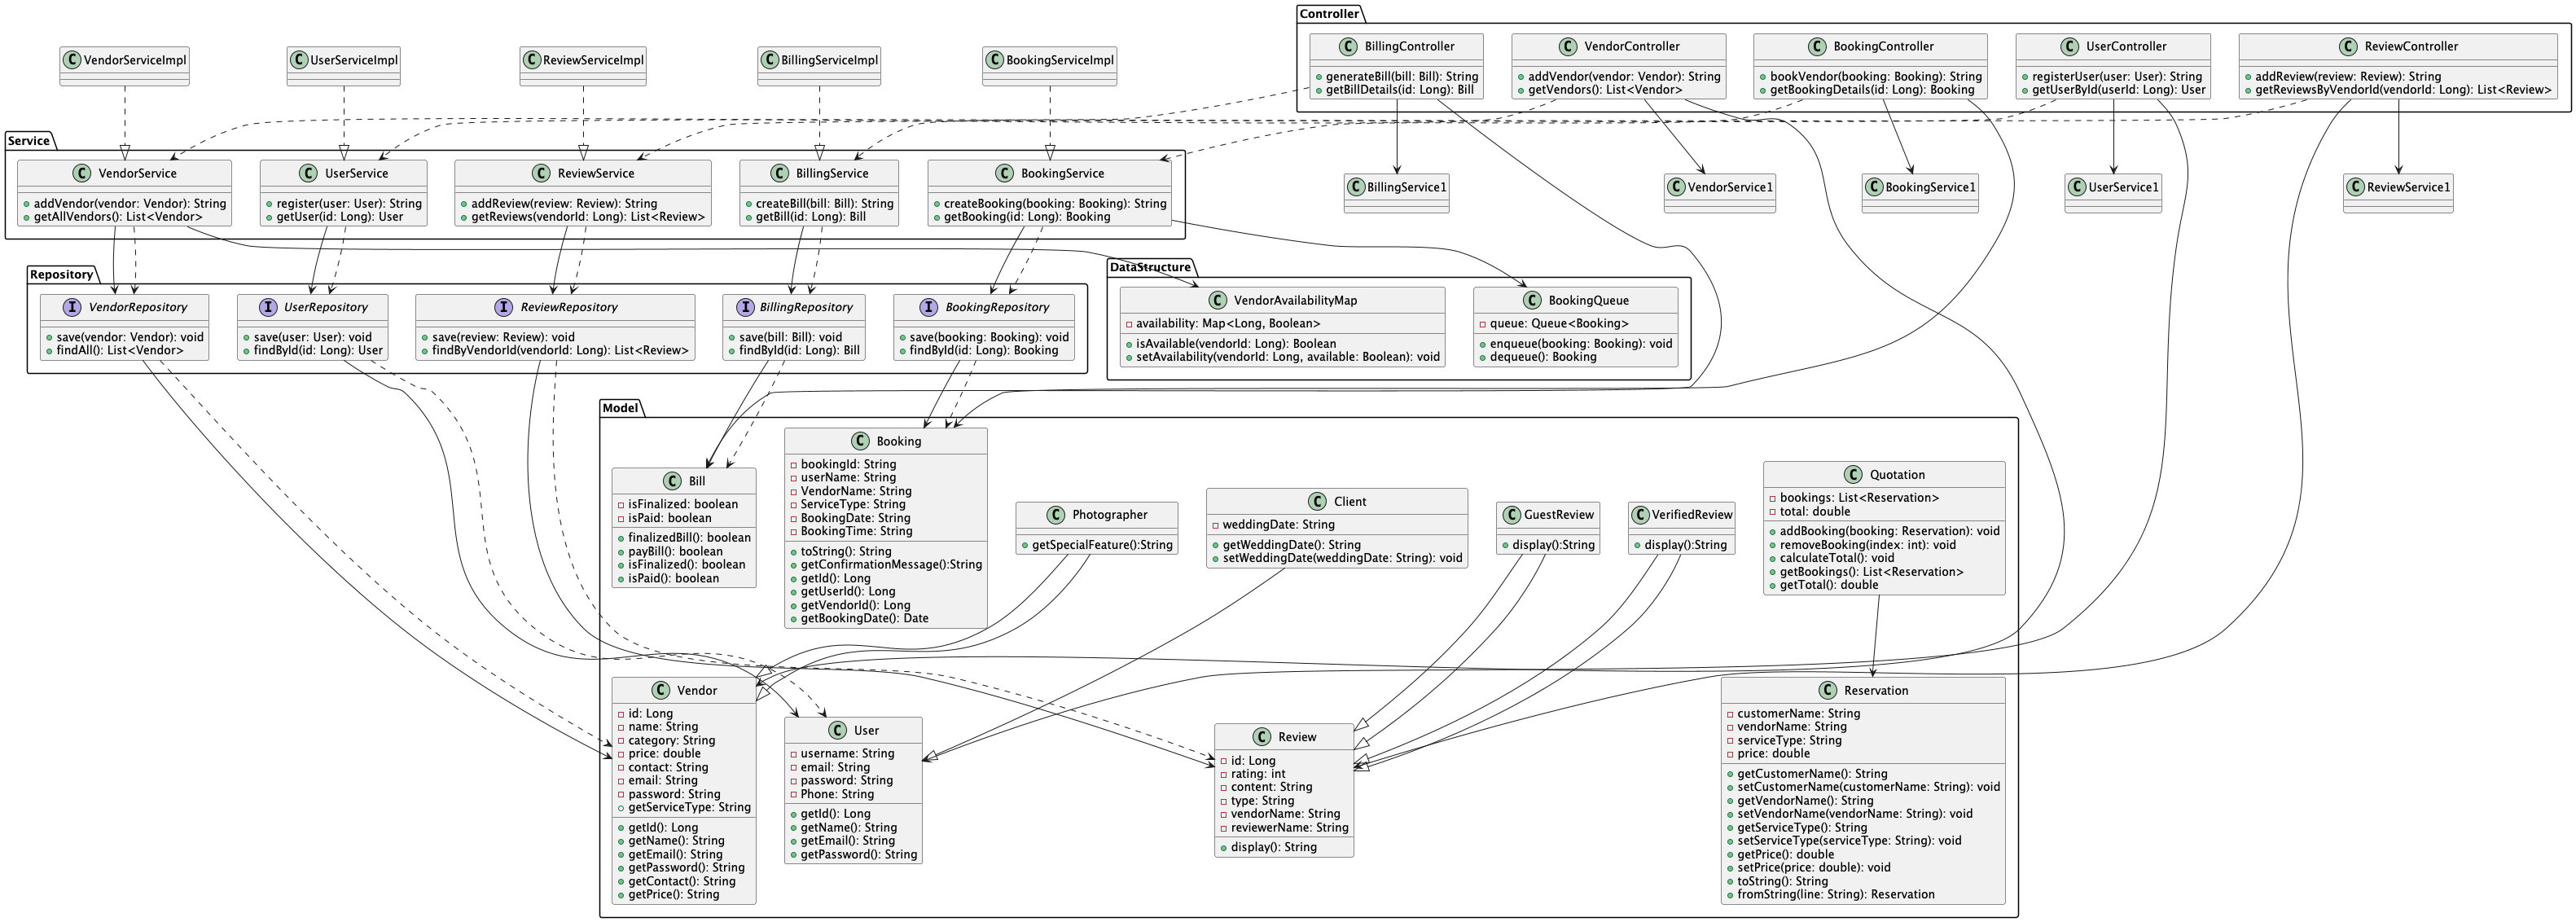 Controller
C BillingController
generateBill(bill: Bill): String
getBillDetails(id: Long): Bill
C VendorController
addVendor(vendor: Vendor): String
getVendors(): List<Vendor>
C BookingController
bookVendor(booking: Booking): String
getBookingDetails(id: Long): Booking
C UserController
registerUser(user: User): String
getUserById(userId: Long): User
C ReviewController
addReview(review: Review): String
getReviewsByVendorId(vendorId: Long): List<Review>
C VendorServiceImpl
C UserServiceImpl
C ReviewServiceImpl
C BillingServiceImpl
C BookingServiceImpl
Service
C VendorService
addVendor(vendor: Vendor): String
getAllVendors(): List<Vendor>
C UserService
register(user: User): String
getUser(id: Long): User
C ReviewService
addReview(review: Review): String
getReviews(vendorId: Long): List<Review>
C BillingService
createBill(bill: Bill): String
getBill(id: Long): Bill
C BookingService
createBooking(booking: Booking): String
getBooking(id: Long): Booking
C BillingService1
C VendorService1
C BookingService1
C UserService1
C ReviewService1
Repository
I VendorRepository
save(vendor: Vendor): void
findAll(): List<Vendor>
I UserRepository
save(user: User): void
findById(id: Long): User
I ReviewRepository
save(review: Review): void
findByVendorId(vendorId: Long): List<Review>
I BillingRepository
save(bill: Bill): void
findById(id: Long): Bill
I BookingRepository
save(booking: Booking): void
findById(id: Long): Booking
DataStructure
C VendorAvailabilityMap
availability: Map<Long, Boolean>
isAvailable(vendorId: Long): Boolean
setAvailability(vendorId: Long, available: Boolean): void
C BookingQueue
queue: Queue<Booking>
enqueue(booking: Booking): void
dequeue(): Booking
Model
C Bill
isFinalized: boolean
isPaid: boolean
finalizedBill(): boolean
payBill(): boolean
isFinalized(): boolean
isPaid(): boolean
C Booking
bookingId: String
userName: String
VendorName: String
ServiceType: String
BookingDate: String
BookingTime: String
toString(): String
getConfirmationMessage():String
getId(): Long
getUserId(): Long
getVendorId(): Long
getBookingDate(): Date
C Photographer
getSpecialFeature():String
C Client
weddingDate: String
getWeddingDate(): String
setWeddingDate(weddingDate: String): void
C GuestReview
display():String
C VerifiedReview
display():String
C Quotation
bookings: List<Reservation>
total: double
addBooking(booking: Reservation): void
removeBooking(index: int): void
calculateTotal(): void
getBookings(): List<Reservation>
getTotal(): double
C Vendor
id: Long
name: String
category: String
price: double
contact: String
email: String
password: String
getServiceType: String
getId(): Long
getName(): String
getEmail(): String
getPassword(): String
getContact(): String
getPrice(): String
C User
username: String
email: String
password: String
Phone: String
getId(): Long
getName(): String
getEmail(): String
getPassword(): String
C Review
id: Long
rating: int
content: String
type: String
vendorName: String
reviewerName: String
display(): String
C Reservation
customerName: String
vendorName: String
serviceType: String
price: double
getCustomerName(): String
setCustomerName(customerName: String): void
getVendorName(): String
setVendorName(vendorName: String): void
getServiceType(): String
setServiceType(serviceType: String): void
getPrice(): double
setPrice(price: double): void
toString(): String
fromString(line: String): Reservation